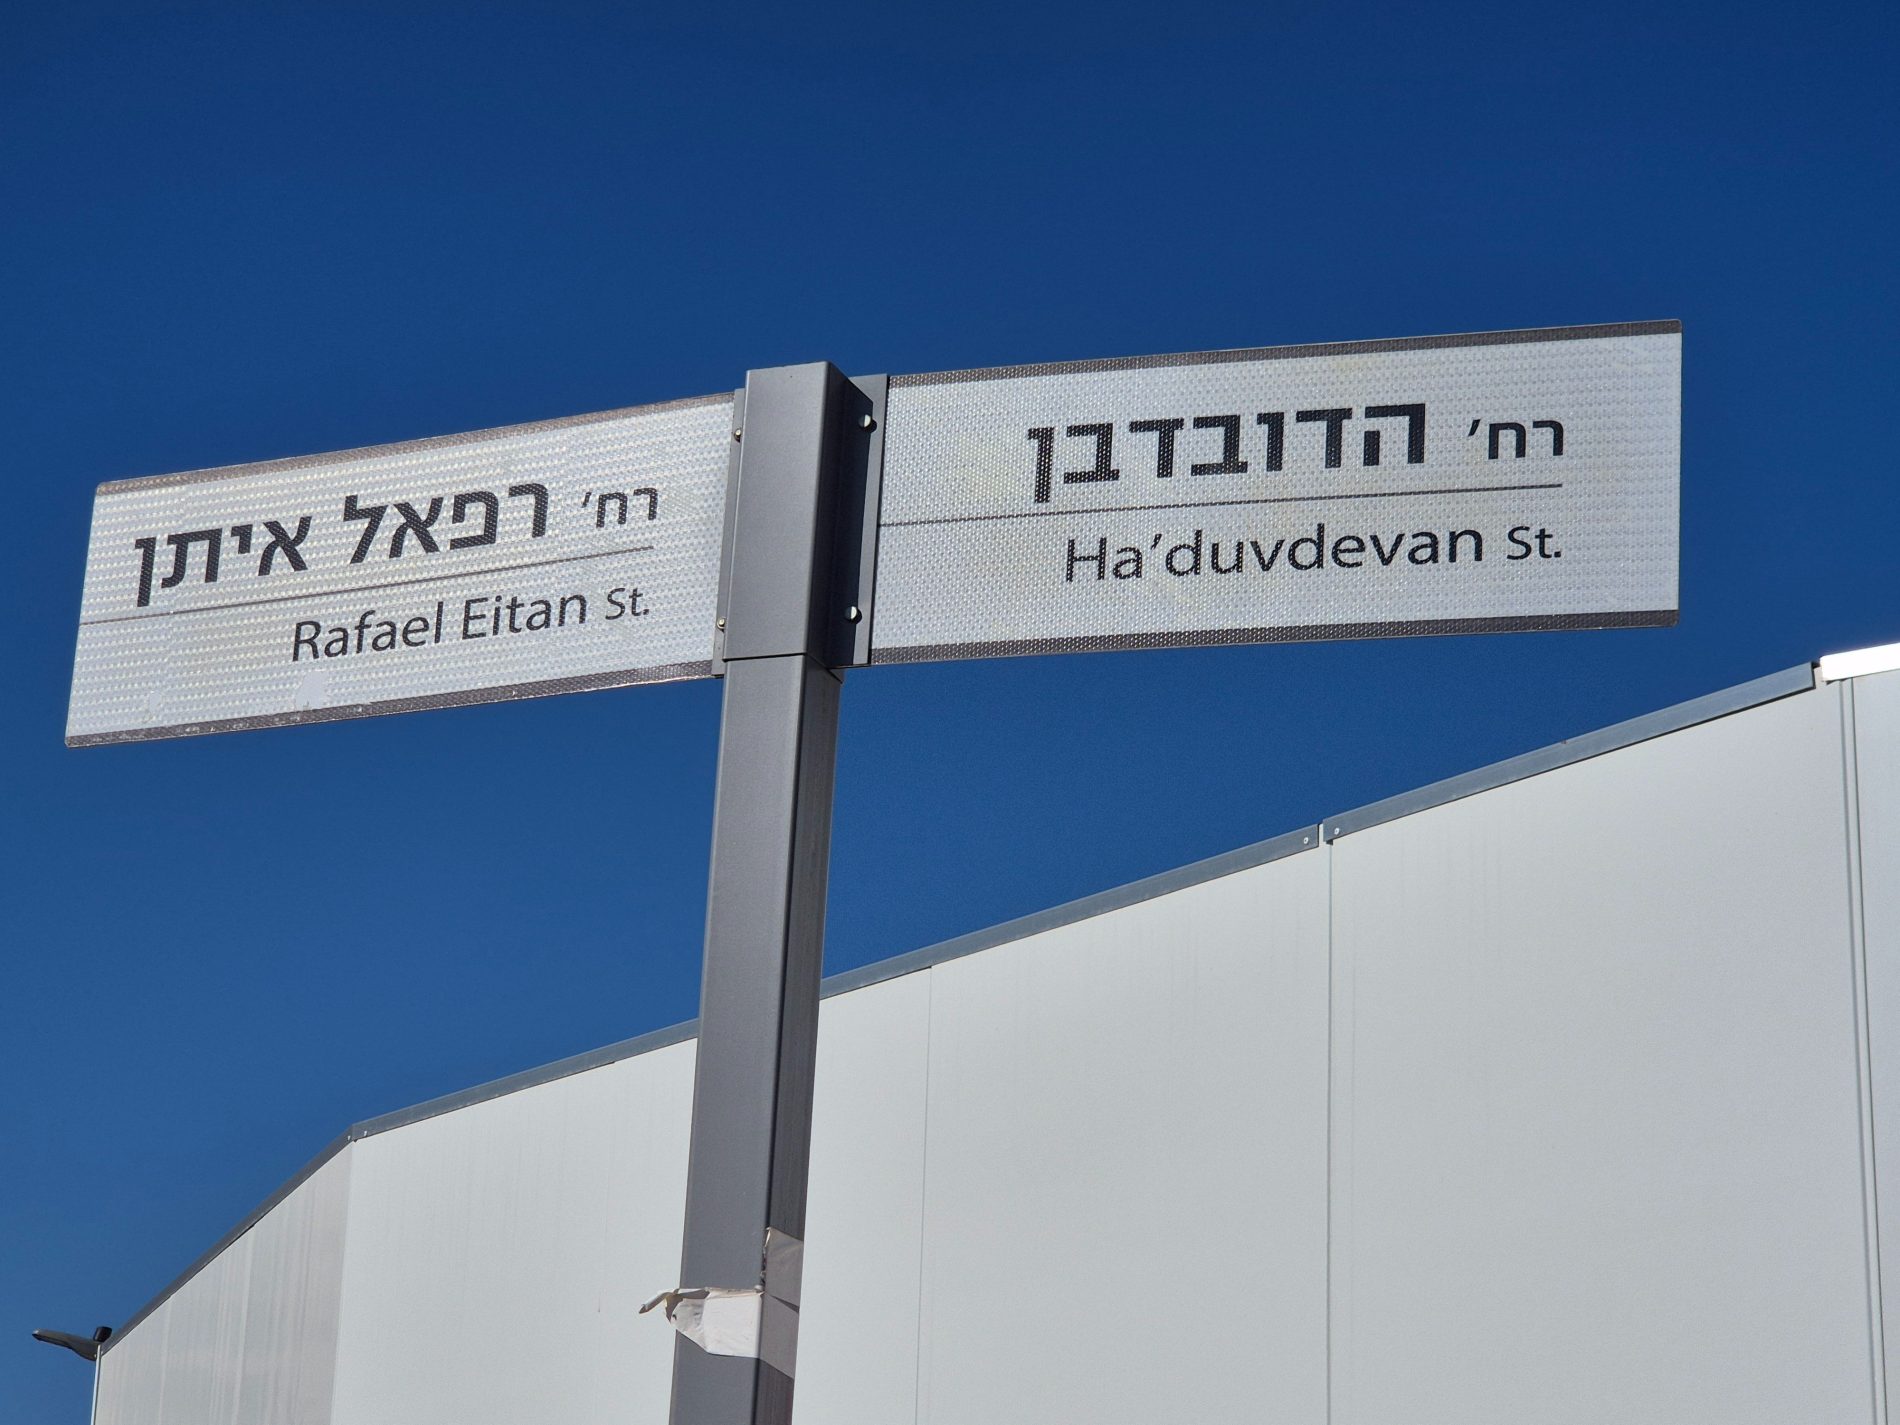 רח' רפאל איתן
Rafael Eitan St.
רח' הדובדבן
Ha'duvdevan St.